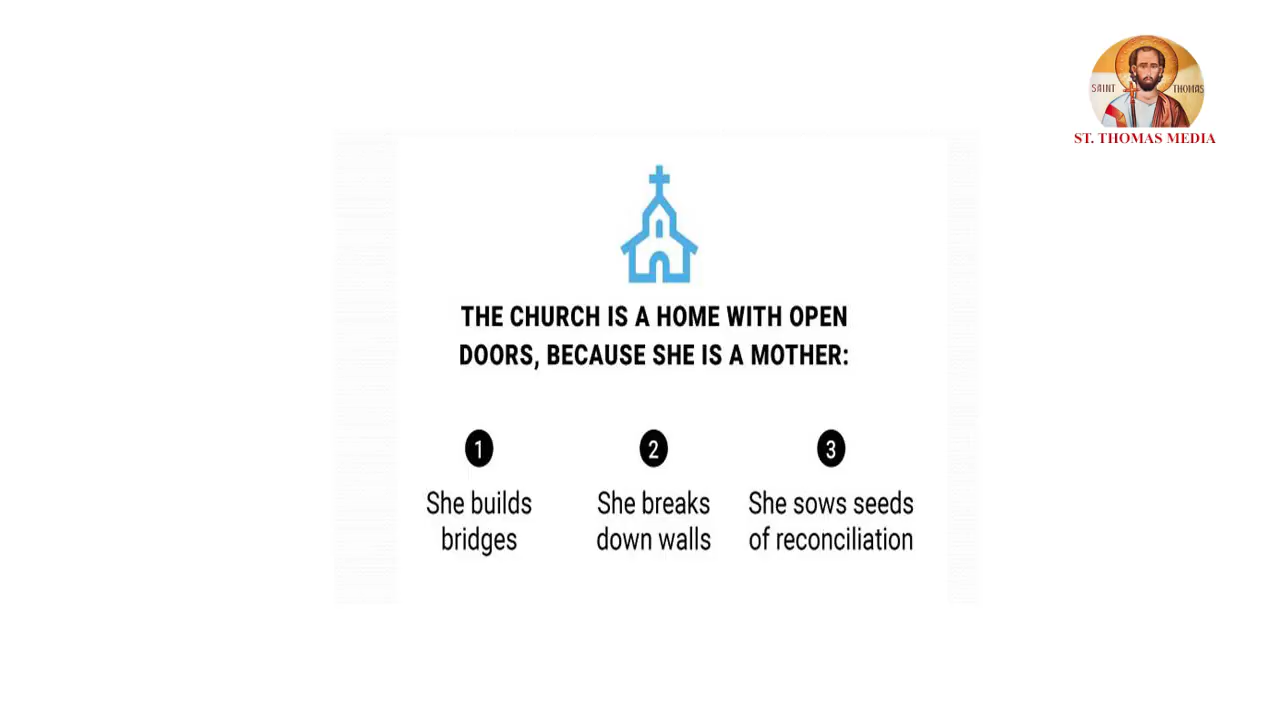 SAINT THOMAS
ST. THOMAS MEDIA
THE CHURCH IS A HOME WITH OPEN
DOORS, BECAUSE SHE IS A MOTHER:
1
She builds
bridges
2
She breaks
down walls
3
She sows seeds
of reconciliation